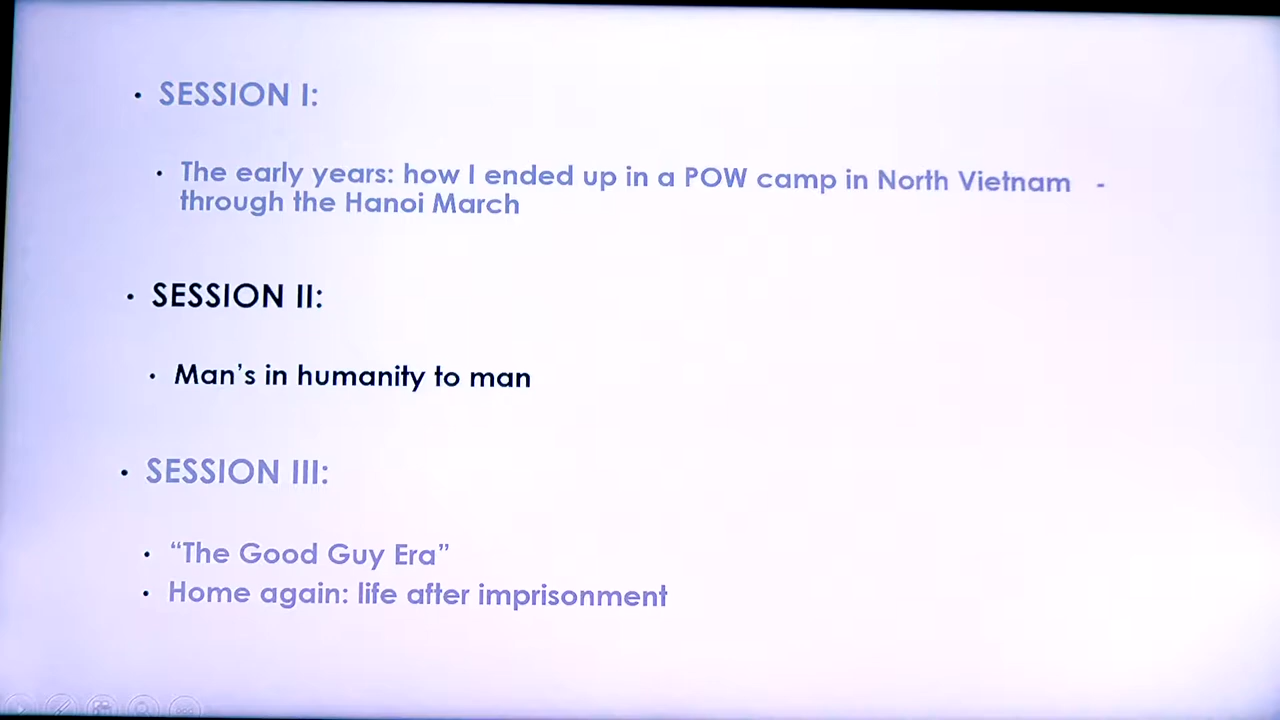 • SESSION I:
• The early years: how I ended up in a POW camp in North Vietnam -
through the Hanoi March
• SESSION II:
• Man's in humanity to man
• SESSION III:
• “The Good Guy Era”
• Home again: life after imprisonment